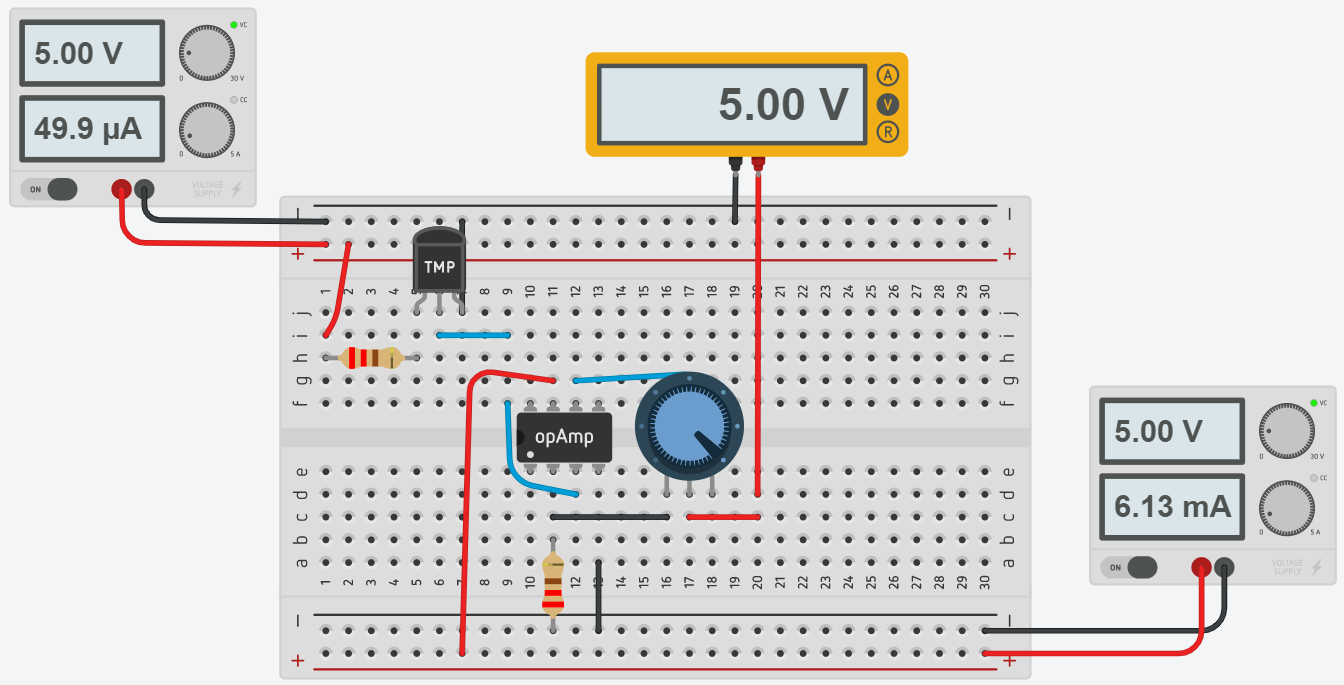 5.00 V
VC
0 30 V
49.9 µA
CC
0 5 A
ON
VOLTAGE
SUPPLY
5.00 V
A
V
R
TMP
1 2 3 4 5 7 8 9 10 11 12 13 14 15 16 17 18 19 20 21 22 23 24 25 26 27 28 29 30
j j
i i
h h
g g
f f
opAmp
e e
d d
c c
b b
a a
1 2 3 4 5 6 7 8 9 10 12 13 14 15 16 17 18 19 20 21 22 23 24 25 26 27 28 29 30
5.00 V
VC
0 30 V
6.13 mA
CC
0 5 A
ON
VOLTAGE
SUPPLY